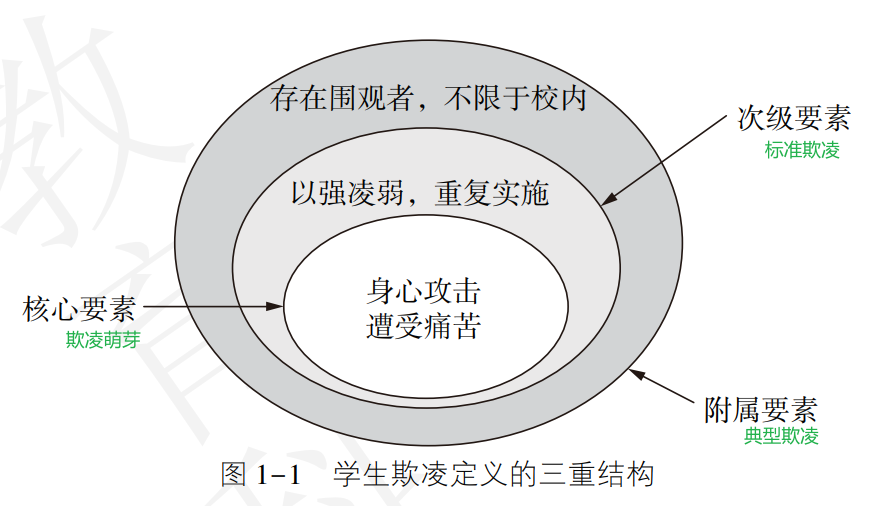 存在围观者，不限于校内
次级要素
标准欺凌
以强凌弱，重复实施
身心攻击
遭受痛苦
核心要素
欺凌萌芽
附属要素
典型欺凌
图 1-1 学生欺凌定义的三重结构
教
育
科